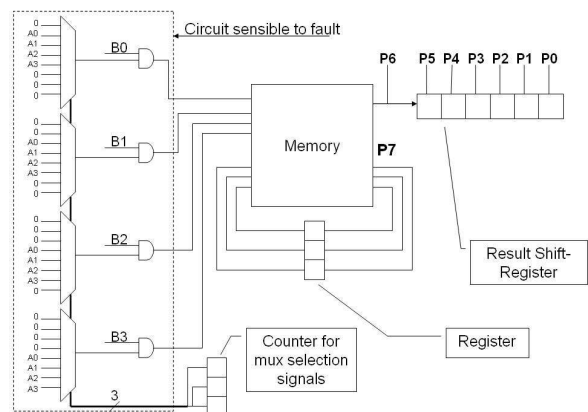 Circuit sensible to fault
0
A0
A1
A2
A3
0
0
0
B0
0
0
A0
A1
A2
A3
0
0
B1
0
0
0
A0
A1
A2
A3
0
B2
0
0
0
0
A0
A1
A2
A3
B3
3
Memory
P7
P6
P5 P4 P3 P2 P1 P0
Result Shift-
Register
Register
Counter for
mux selection
signals